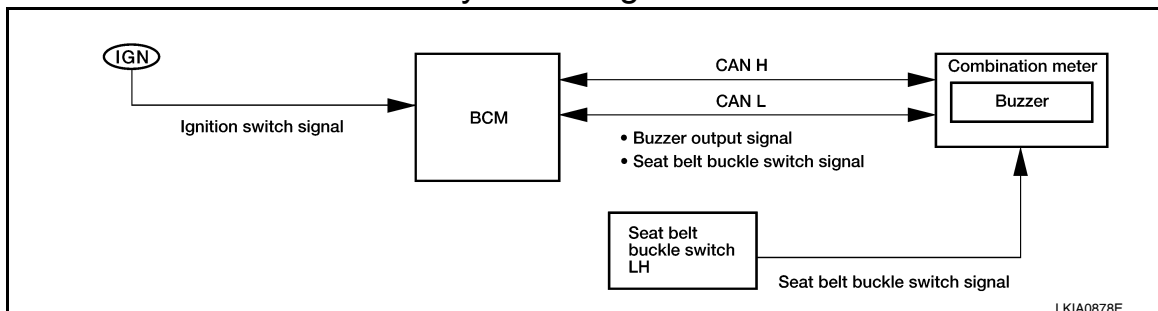 IGN
Ignition switch signal
BCM
CAN H
CAN L
• Buzzer output signal
• Seat belt buckle switch signal
Combination meter
Buzzer
Seat belt
buckle switch
LH
Seat belt buckle switch signal
LKIA0878E